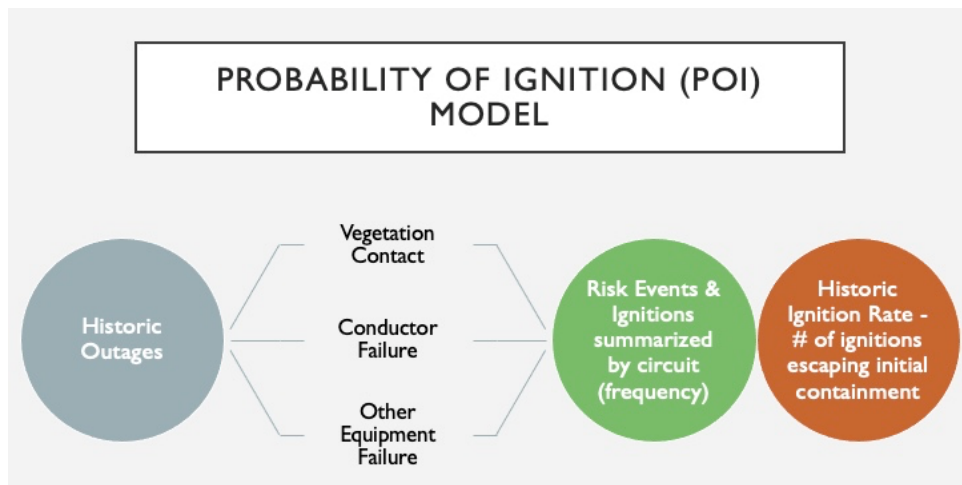 PROBABILITY OF IGNITION (POI)
MODEL
Historic
Outages
Vegetation
Contact
Conductor
Failure
Other
Equipment
Failure
Risk Events &
Ignitions
summarized
by circuit
(frequency)
Historic
Ignition Rate -
# of ignitions
escaping initial
containment